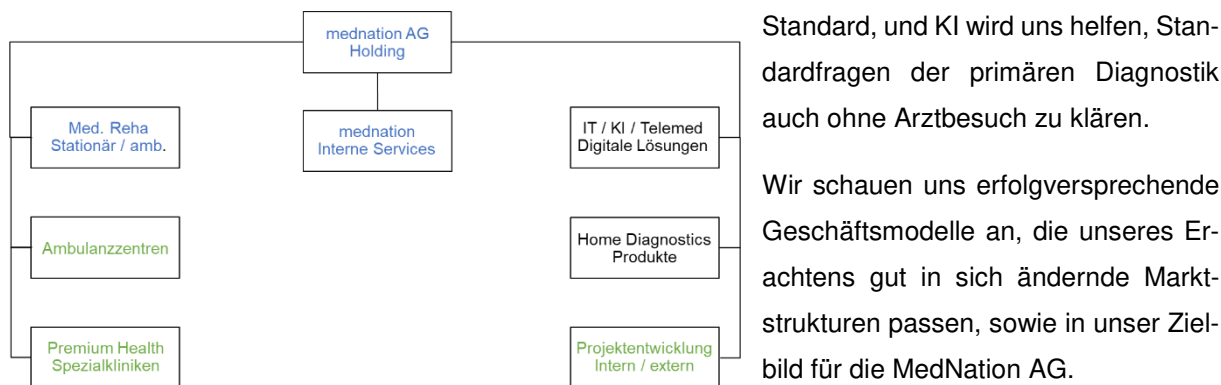 mednation AG
Holding
mednation
Interne Services
Med. Reha
Stationär / amb.
Ambulanzzentren
Premium Health
Spezialkliniken
IT / KI / Telemed
Digitale Lösungen
Home Diagnostics
Produkte
Projektentwicklung
Intern / extern
Standard, und KI wird uns helfen, Stan-
dardfragen der primären Diagnostik
auch ohne Arztbesuch zu klären.
Wir schauen uns erfolgversprechende
Geschäftsmodelle an, die unseres Er-
achtens gut in sich ändernde Markt-
strukturen passen, sowie in unser Ziel-
bild für die MedNation AG.